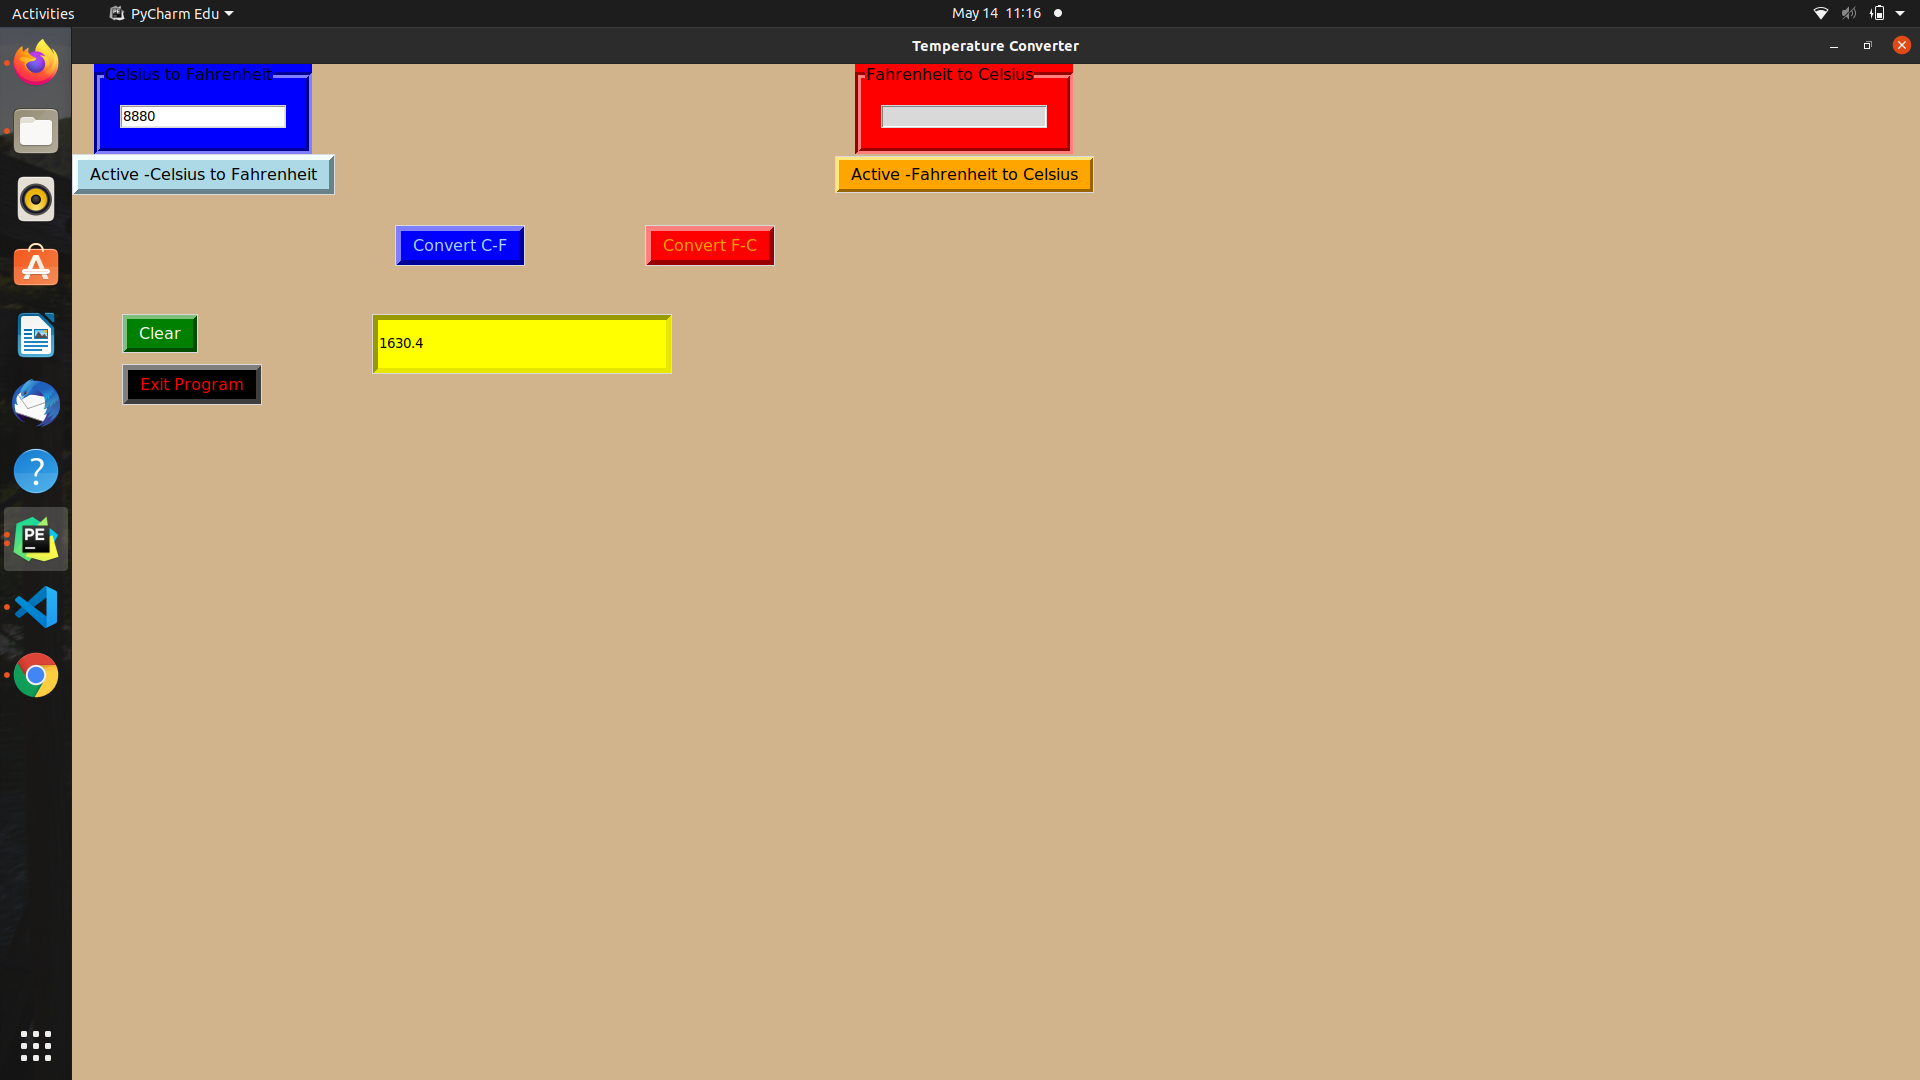 Activities
PyCharm Edu
May 14 11:16
Temperature Converter
Celsius to Fahrenheit
Fahrenheit to Celsius
8880
Active -Celsius to Fahrenheit
Active -Fahrenheit to Celsius
Convert C-F
Convert F-C
Clear
1630.4
Exit Program
?
PE